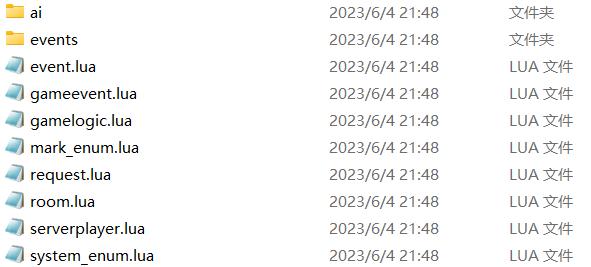 ai 2023/6/4 21:48 文件夹
events 2023/6/4 21:48 文件夹
event.lua 2023/6/4 21:48 LUA 文件
gameevent.lua 2023/6/4 21:48 LUA 文件
gamelogic.lua 2023/6/4 21:48 LUA 文件
mark_enum.lua 2023/6/4 21:48 LUA 文件
request.lua 2023/6/4 21:48 LUA 文件
room.lua 2023/6/4 21:48 LUA 文件
serverplayer.lua 2023/6/4 21:48 LUA 文件
system_enum.lua 2023/6/4 21:48 LUA 文件